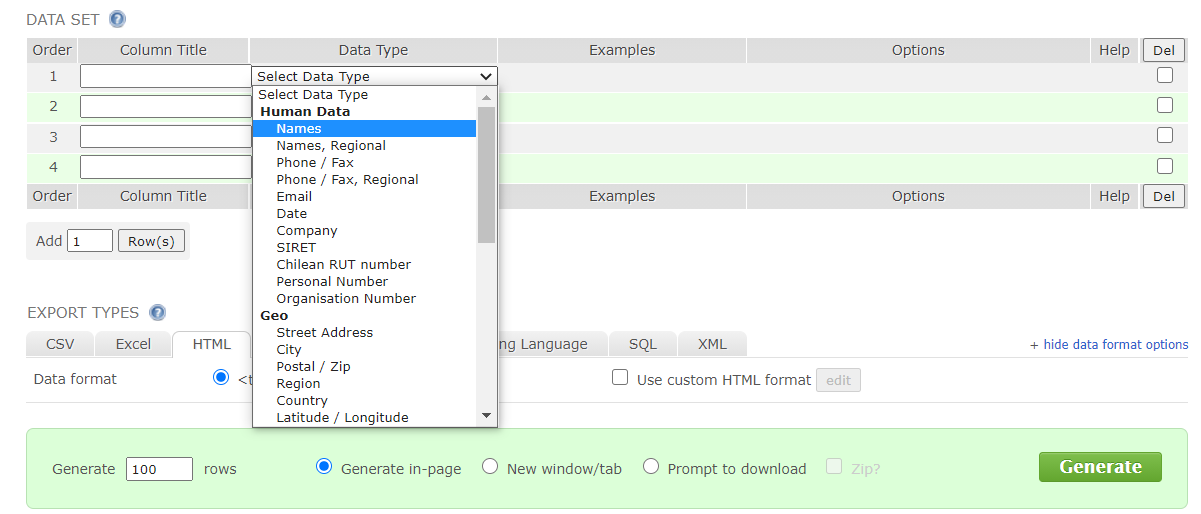 DATA SET ?
Order Column Title Data Type Examples Options Help Del
1 Select Data Type
Select Data Type
Human Data
2
Names
3
Names, Regional
4 Phone / Fax
Phone / Fax, Regional
Order Column Title Email Examples Options Help Del
Date
Company
Add 1 Row(s)
SIRET
Chilean RUT number
Personal Number
Organisation Number
EXPORT TYPES ?
Geo
Street Address
CSV Excel HTML ng Language SQL XML + hide data format options
City
Postal / Zip
Data format <t Use custom HTML format edit
Region
Country
Latitude / Longitude
Generate 100 rows Generate in-page New window/tab Prompt to download Zip? Generate